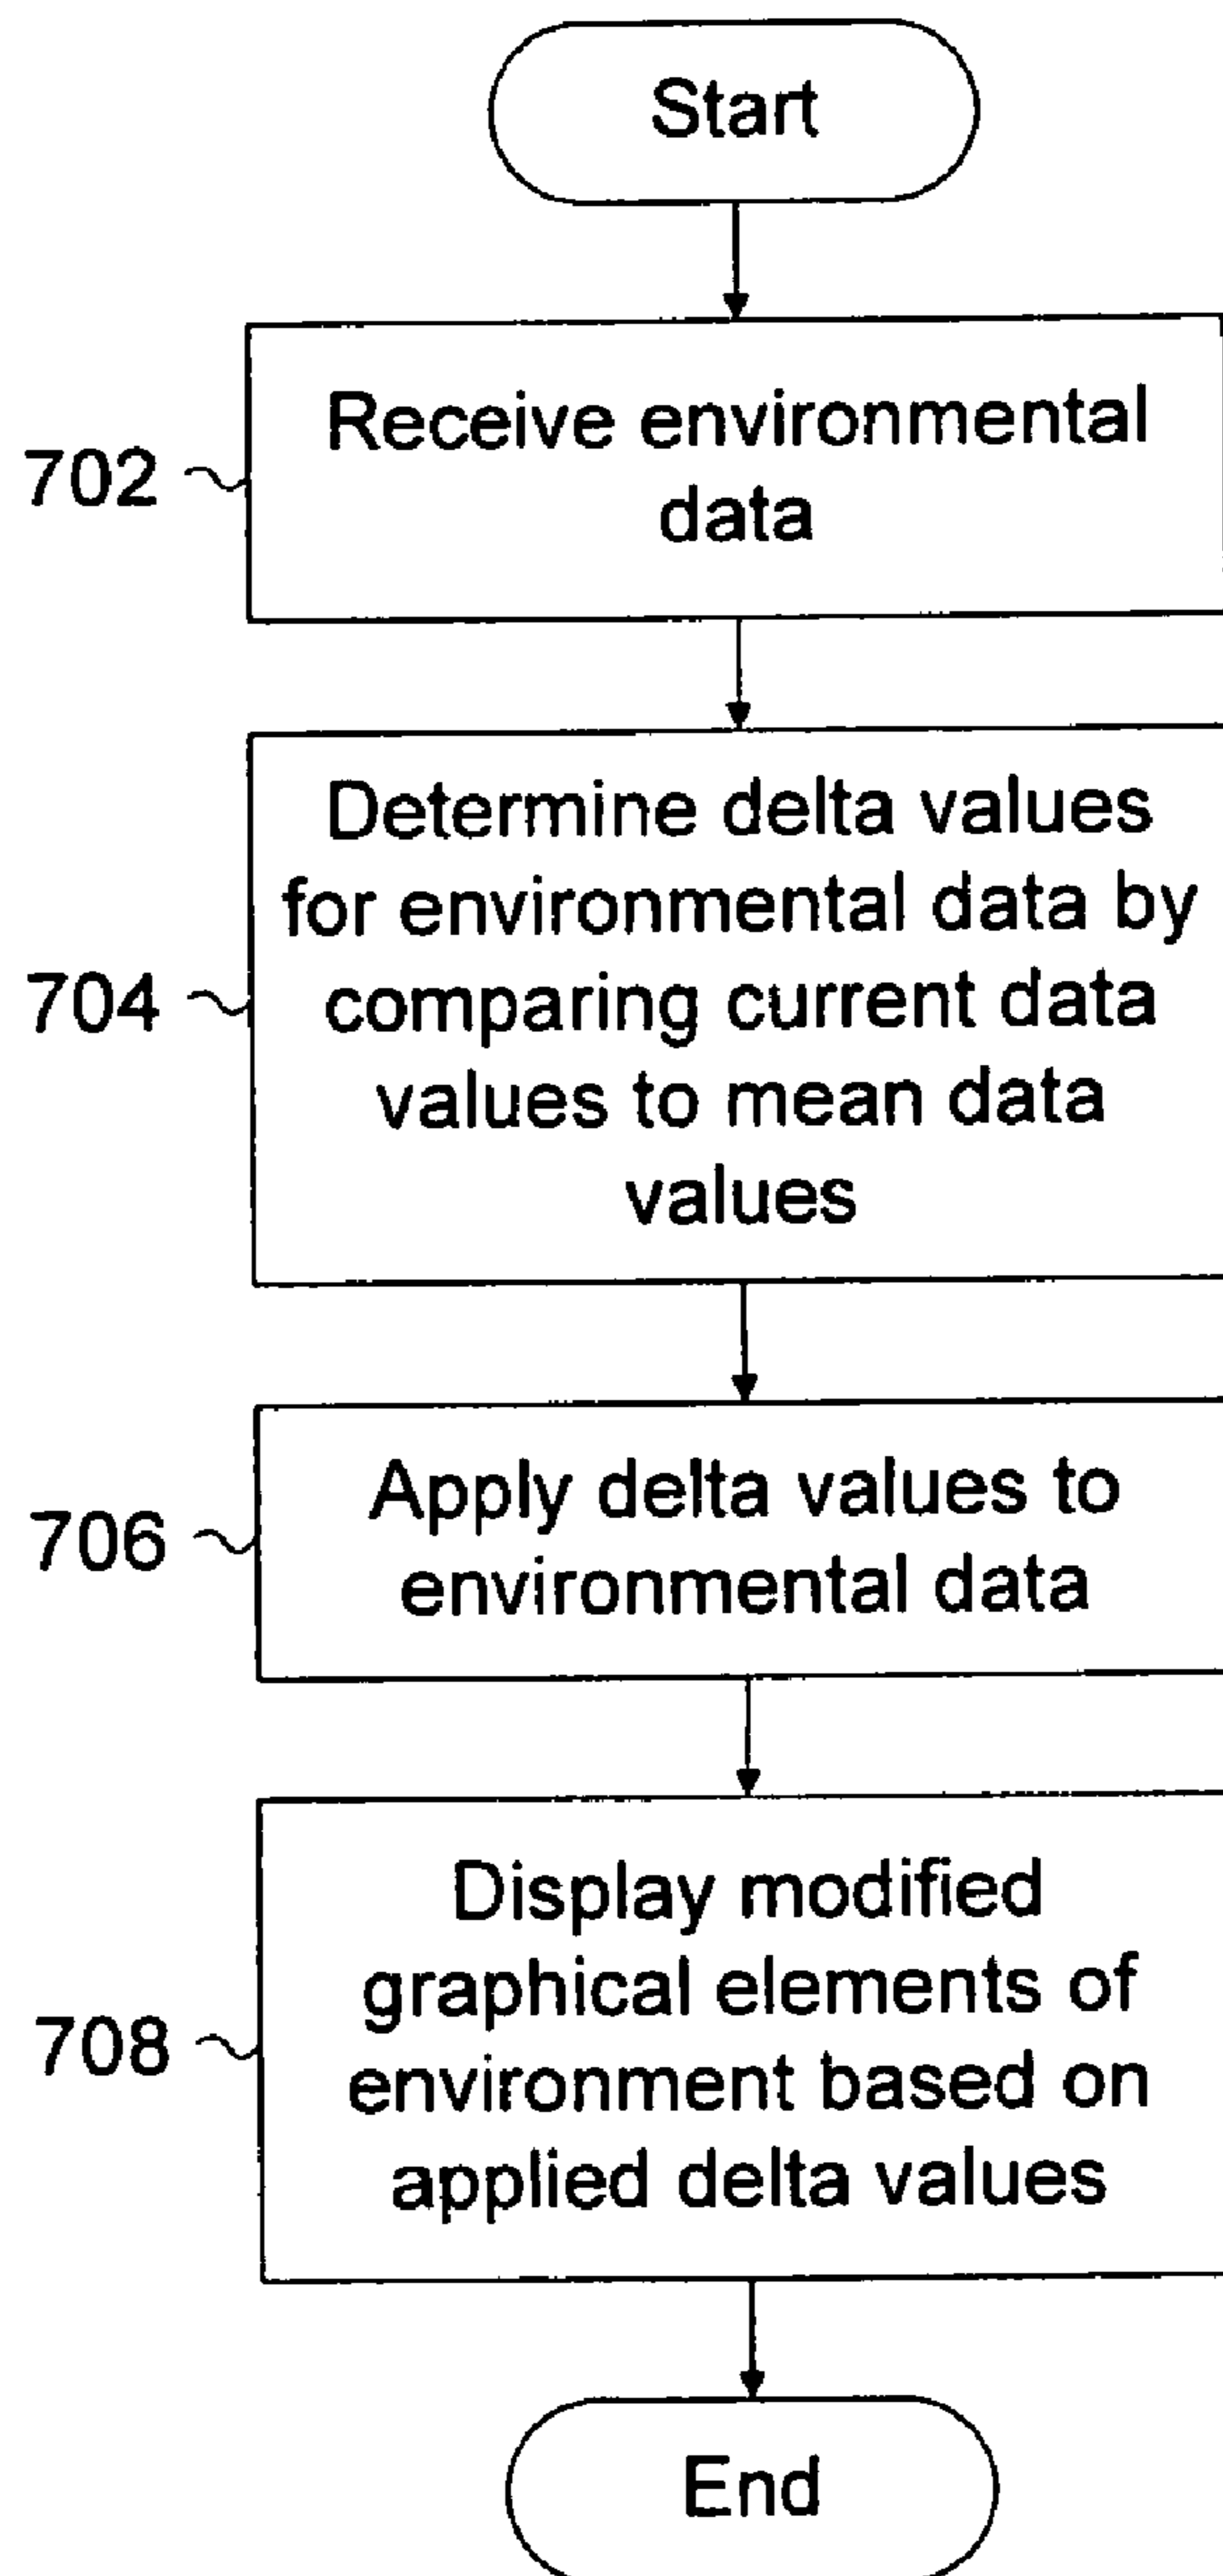 Start
702
Receive environmental
data
704
Determine delta values
for environmental data by
comparing current data
values to mean data
values
706
Apply delta values to
environmental data
708
Display modified
graphical elements of
environment based on
applied delta values
End